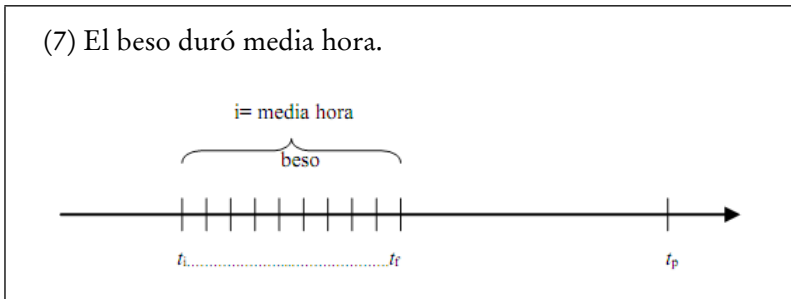 (7) El beso duró media hora.
i= media hora
beso
ti.......................................tf
tp